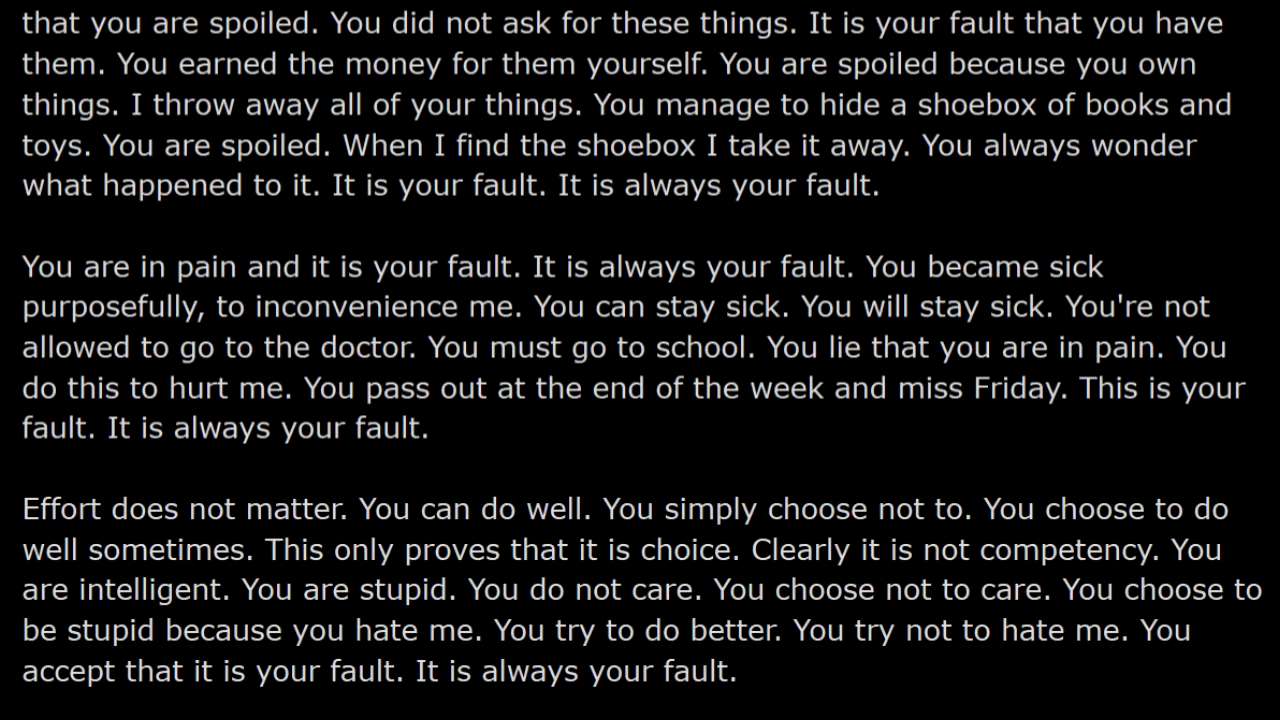 that you are spoiled. You did not ask for these things. It is your fault that you have
them. You earned the money for them yourself. You are spoiled because you own
things. I throw away all of your things. You manage to hide a shoebox of books and
toys. You are spoiled. When I find the shoebox I take it away. You always wonder
what happened to it. It is your fault. It is always your fault.
You are in pain and it is your fault. It is always your fault. You became sick
purposefully, to inconvenience me. You can stay sick. You will stay sick. You're not
allowed to go to the doctor. You must go to school. You lie that you are in pain. You
do this to hurt me. You pass out at the end of the week and miss Friday. This is your
fault. It is always your fault.
Effort does not matter. You can do well. You simply choose not to. You choose to do
well sometimes. This only proves that it is choice. Clearly it is not competency. You
are intelligent. You are stupid. You do not care. You choose not to care. You choose to
be stupid because you hate me. You try to do better. You try not to hate me. You
accept that it is your fault. It is always your fault.